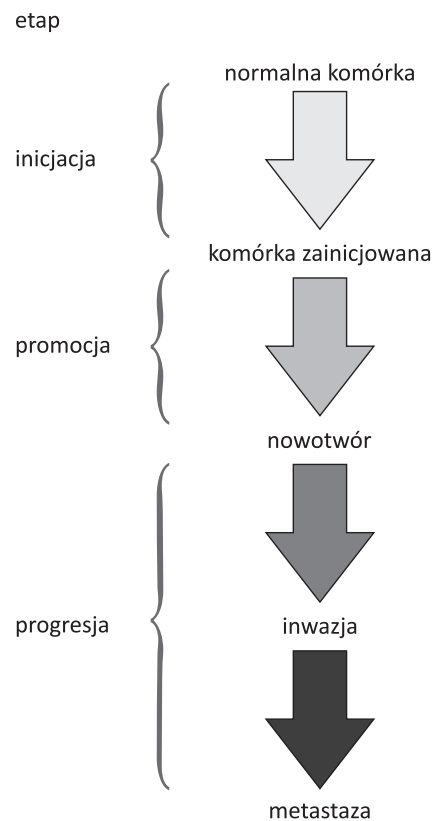 etap
normalna komórka
inicjacja
komórka zainicjowana
promocja
nowotwór
progresja
inwazja
metastaza